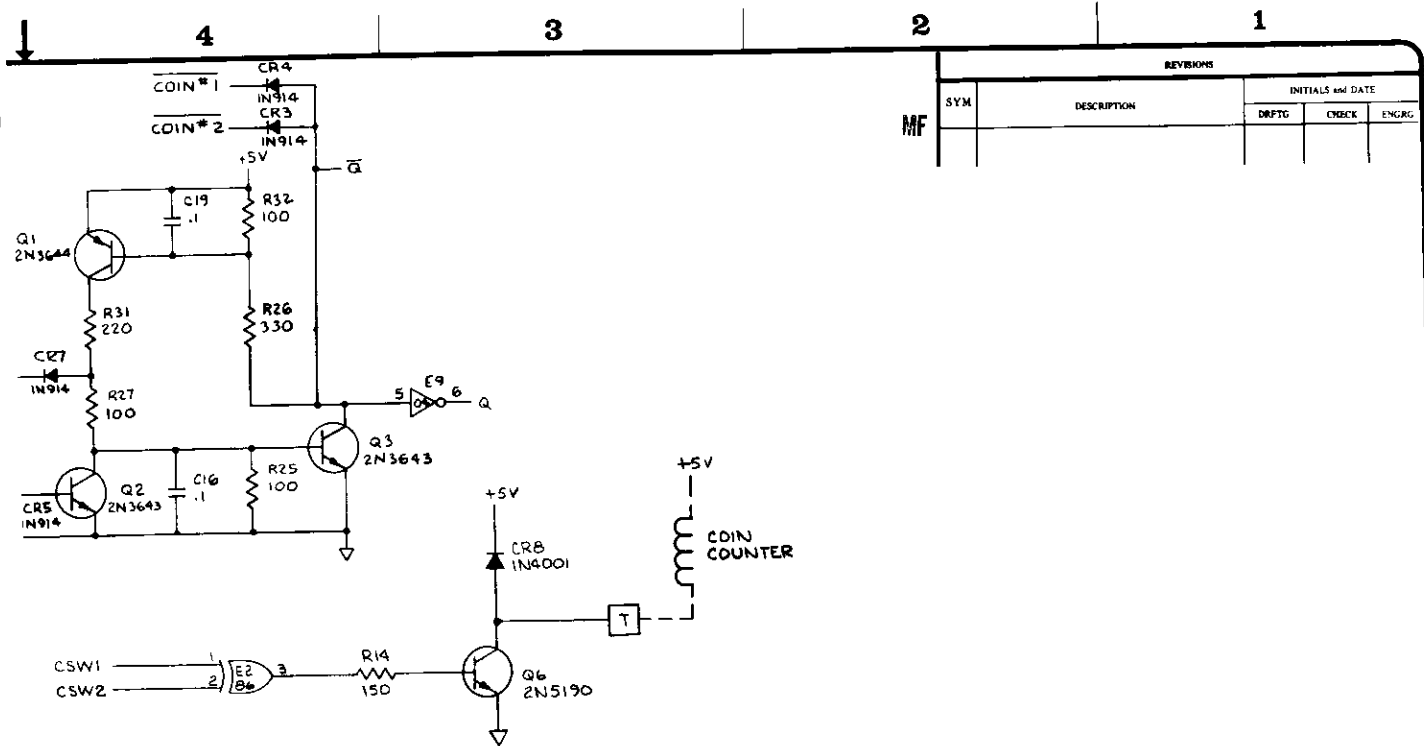 4 3 2 1
REVISIONS
SYM
DESCRIPTION
INITIALS and DATE
DRFTG
CHECK
ENGRG
MF
COIN#1
CR4
1N914
COIN#2
CR3
1N914
Q
+5V
C19
.1
R32
100
Q1
2N3644
R31
220
R26
330
CR7
1N914
R27
100
5
E9
04
6
Q
Q3
2N3643
Q2
2N3643
C16
.1
R25
100
CR5
1N914
+5V
CR8
1N4001
+5V
COIN
COUNTER
T
CSW1
CSW2
1
2
E2
86
3
R14
150
Q6
2N5190